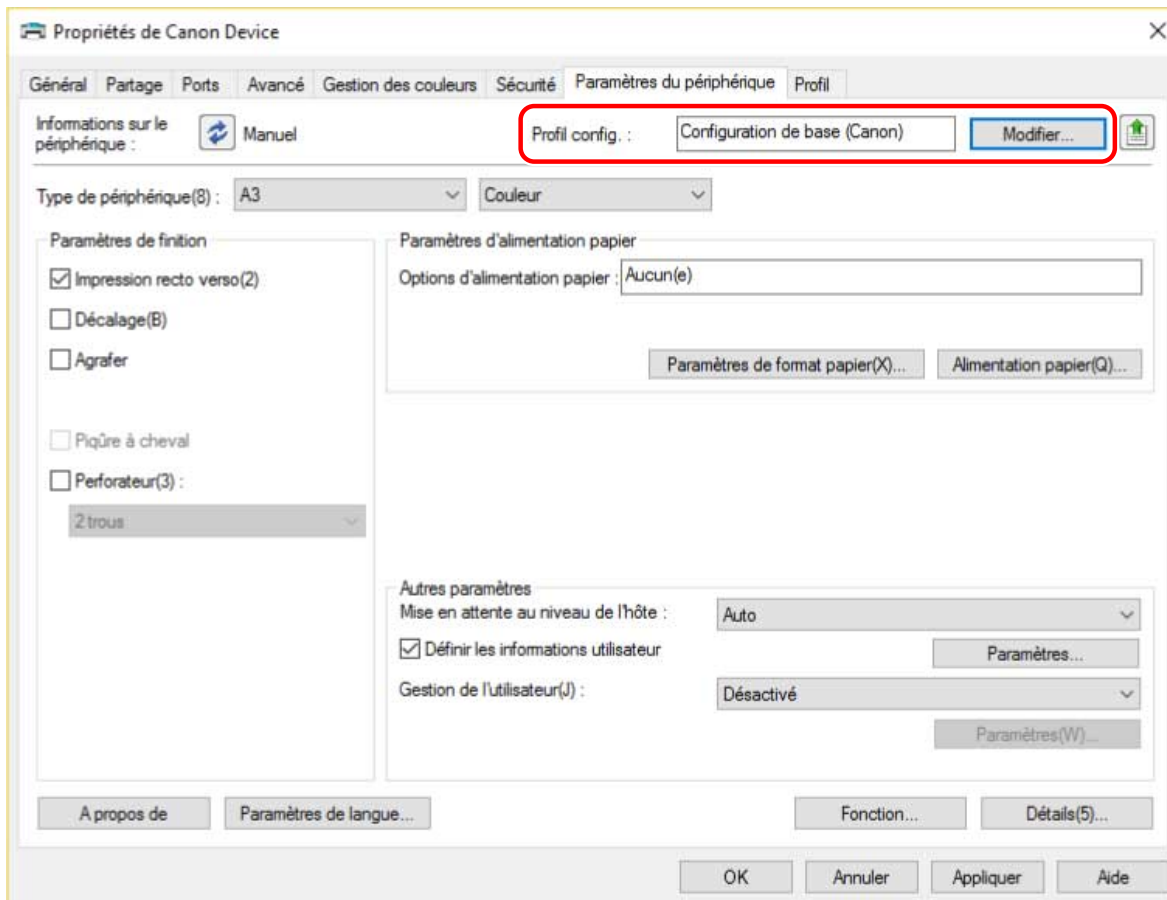 Propriétés de Canon Device
Général Partage Ports Avancé Gestion des couleurs Sécurité Paramètres du périphérique Profil
Informations sur le
périphérique :
Manuel
Profil config. : Configuration de base (Canon) Modifier...
Type de périphérique(8) : A3 Couleur
Paramètres de finition
Impression recto verso(2)
Décalage(B)
Agrafer
Piqûre à cheval
Perforateur(3) :
2 trous
Paramètres d'alimentation papier
Options d'alimentation papier : Aucun(e)
Paramètres de format papier(X)... Alimentation papier(Q)...
Autres paramètres
Mise en attente au niveau de l'hôte : Auto
Définir les informations utilisateur Paramètres...
Gestion de l'utilisateur(J) : Désactivé
Paramètres(W)...
A propos de Paramètres de langue... Fonction... Détails(5)...
OK Annuler Appliquer Aide